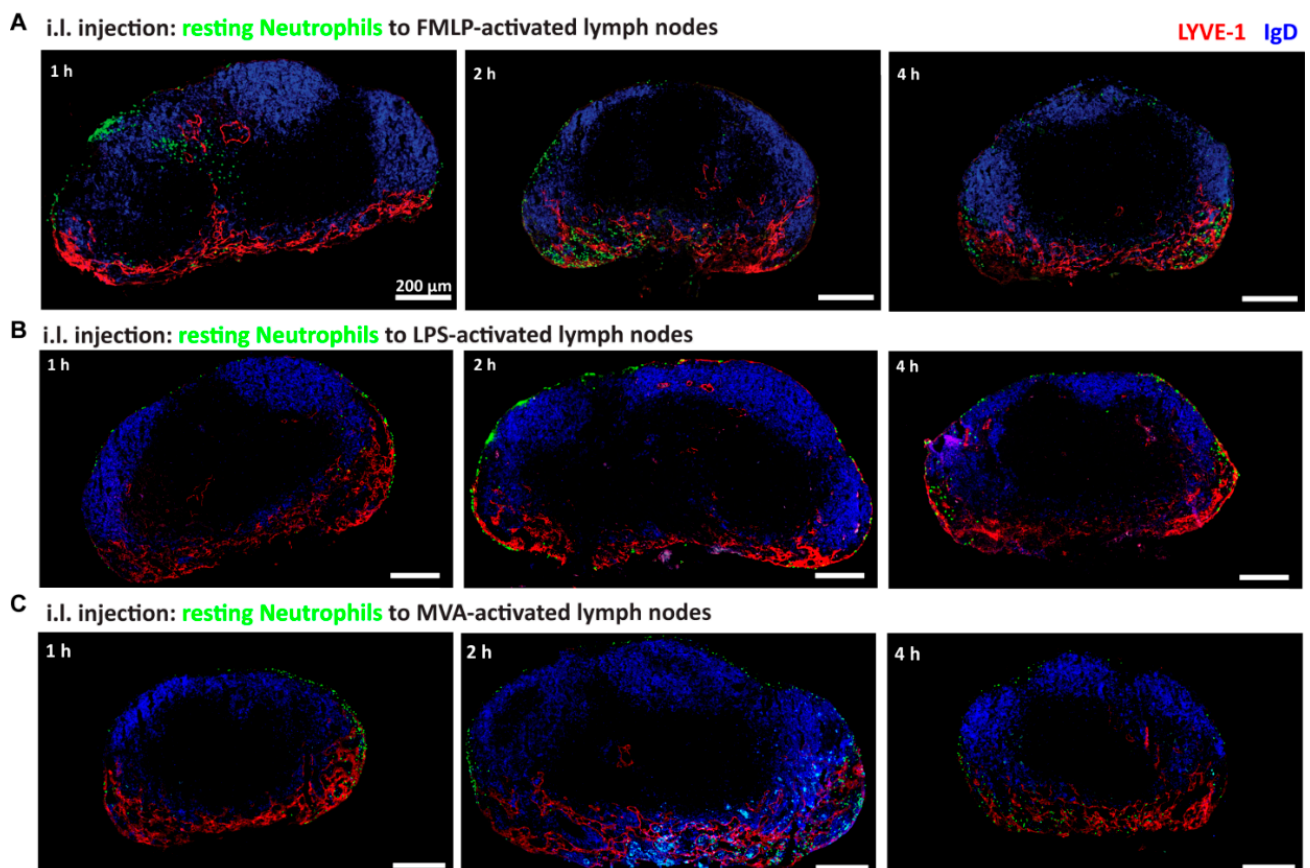 A i.l. injection: resting Neutrophils to FMLP-activated lymph nodes
LYVE-1 IgD
1 h
2 h
4 h
200 µm
B i.l. injection: resting Neutrophils to LPS-activated lymph nodes
1 h
2 h
4 h
C i.l. injection: resting Neutrophils to MVA-activated lymph nodes
1 h
2 h
4 h